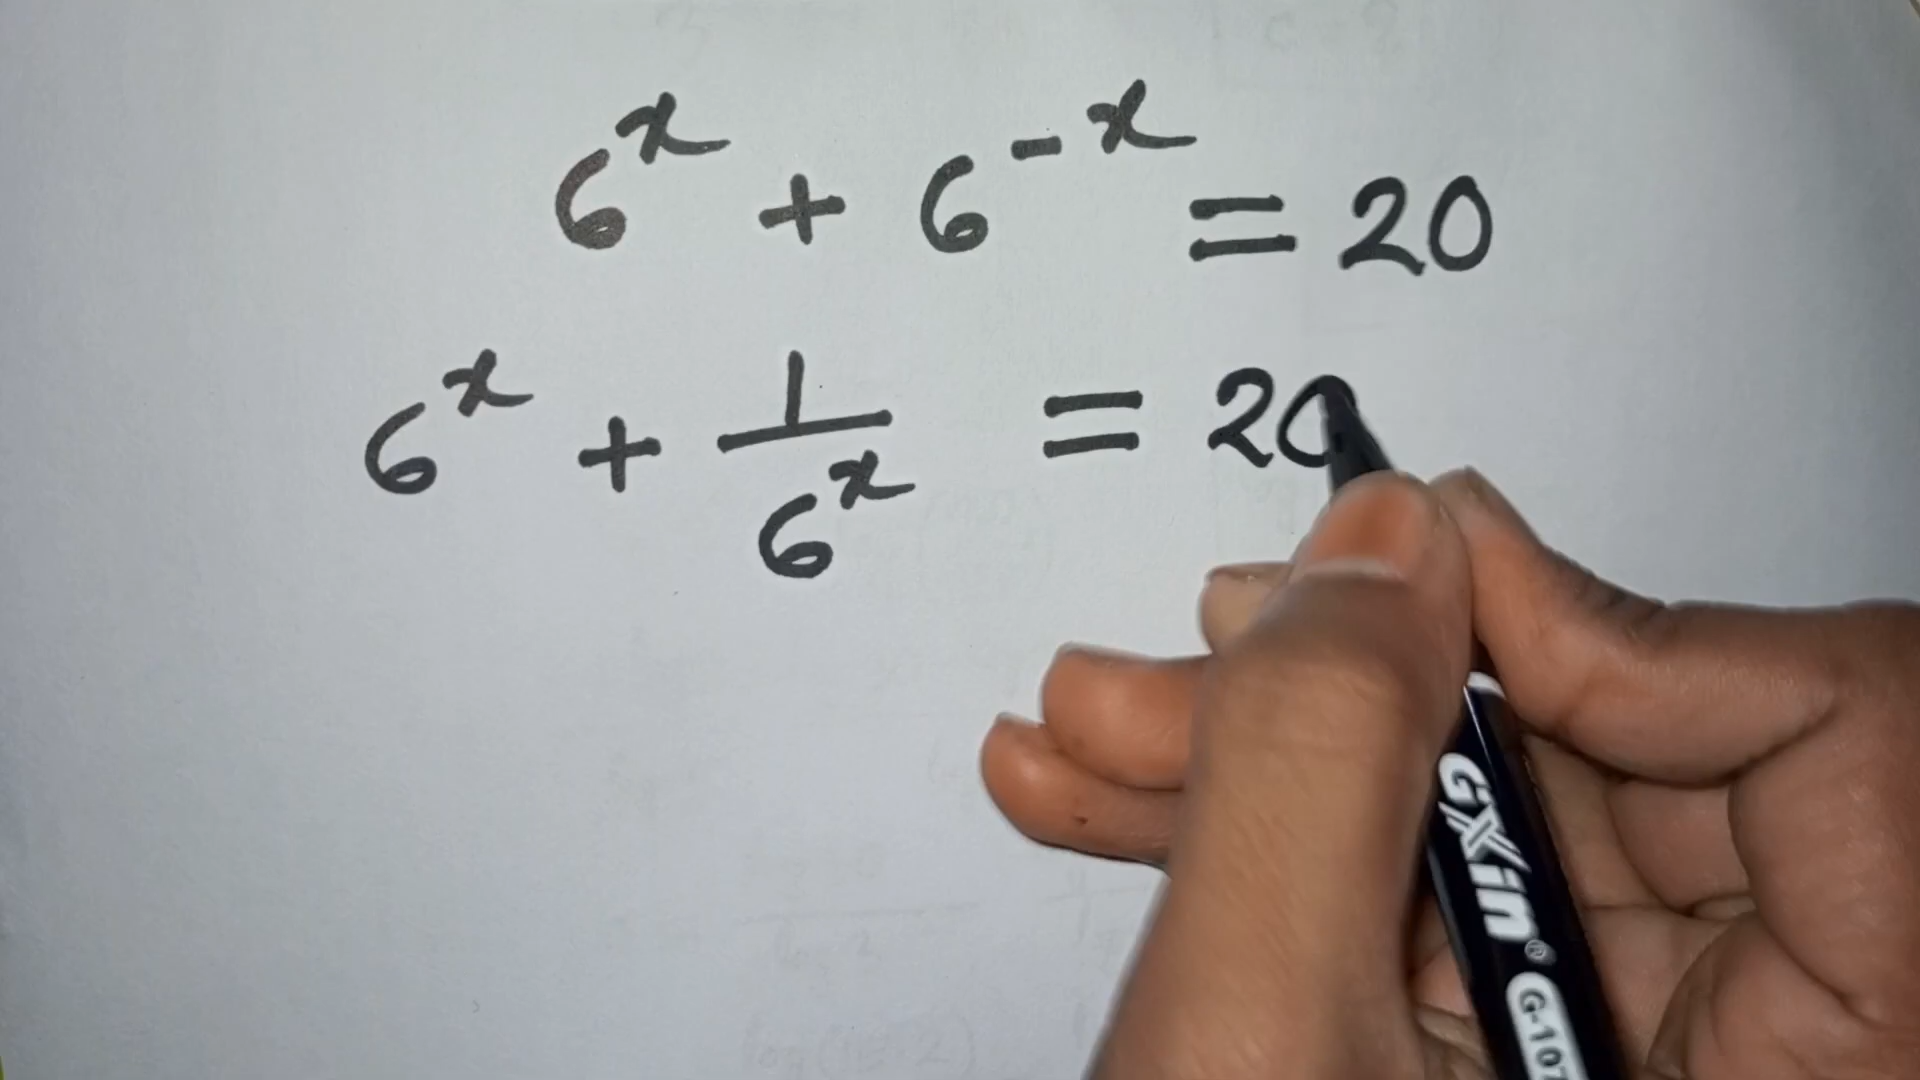 6^x + 6^-x = 20
6^x + 1/6^x = 20
GXin® G-107